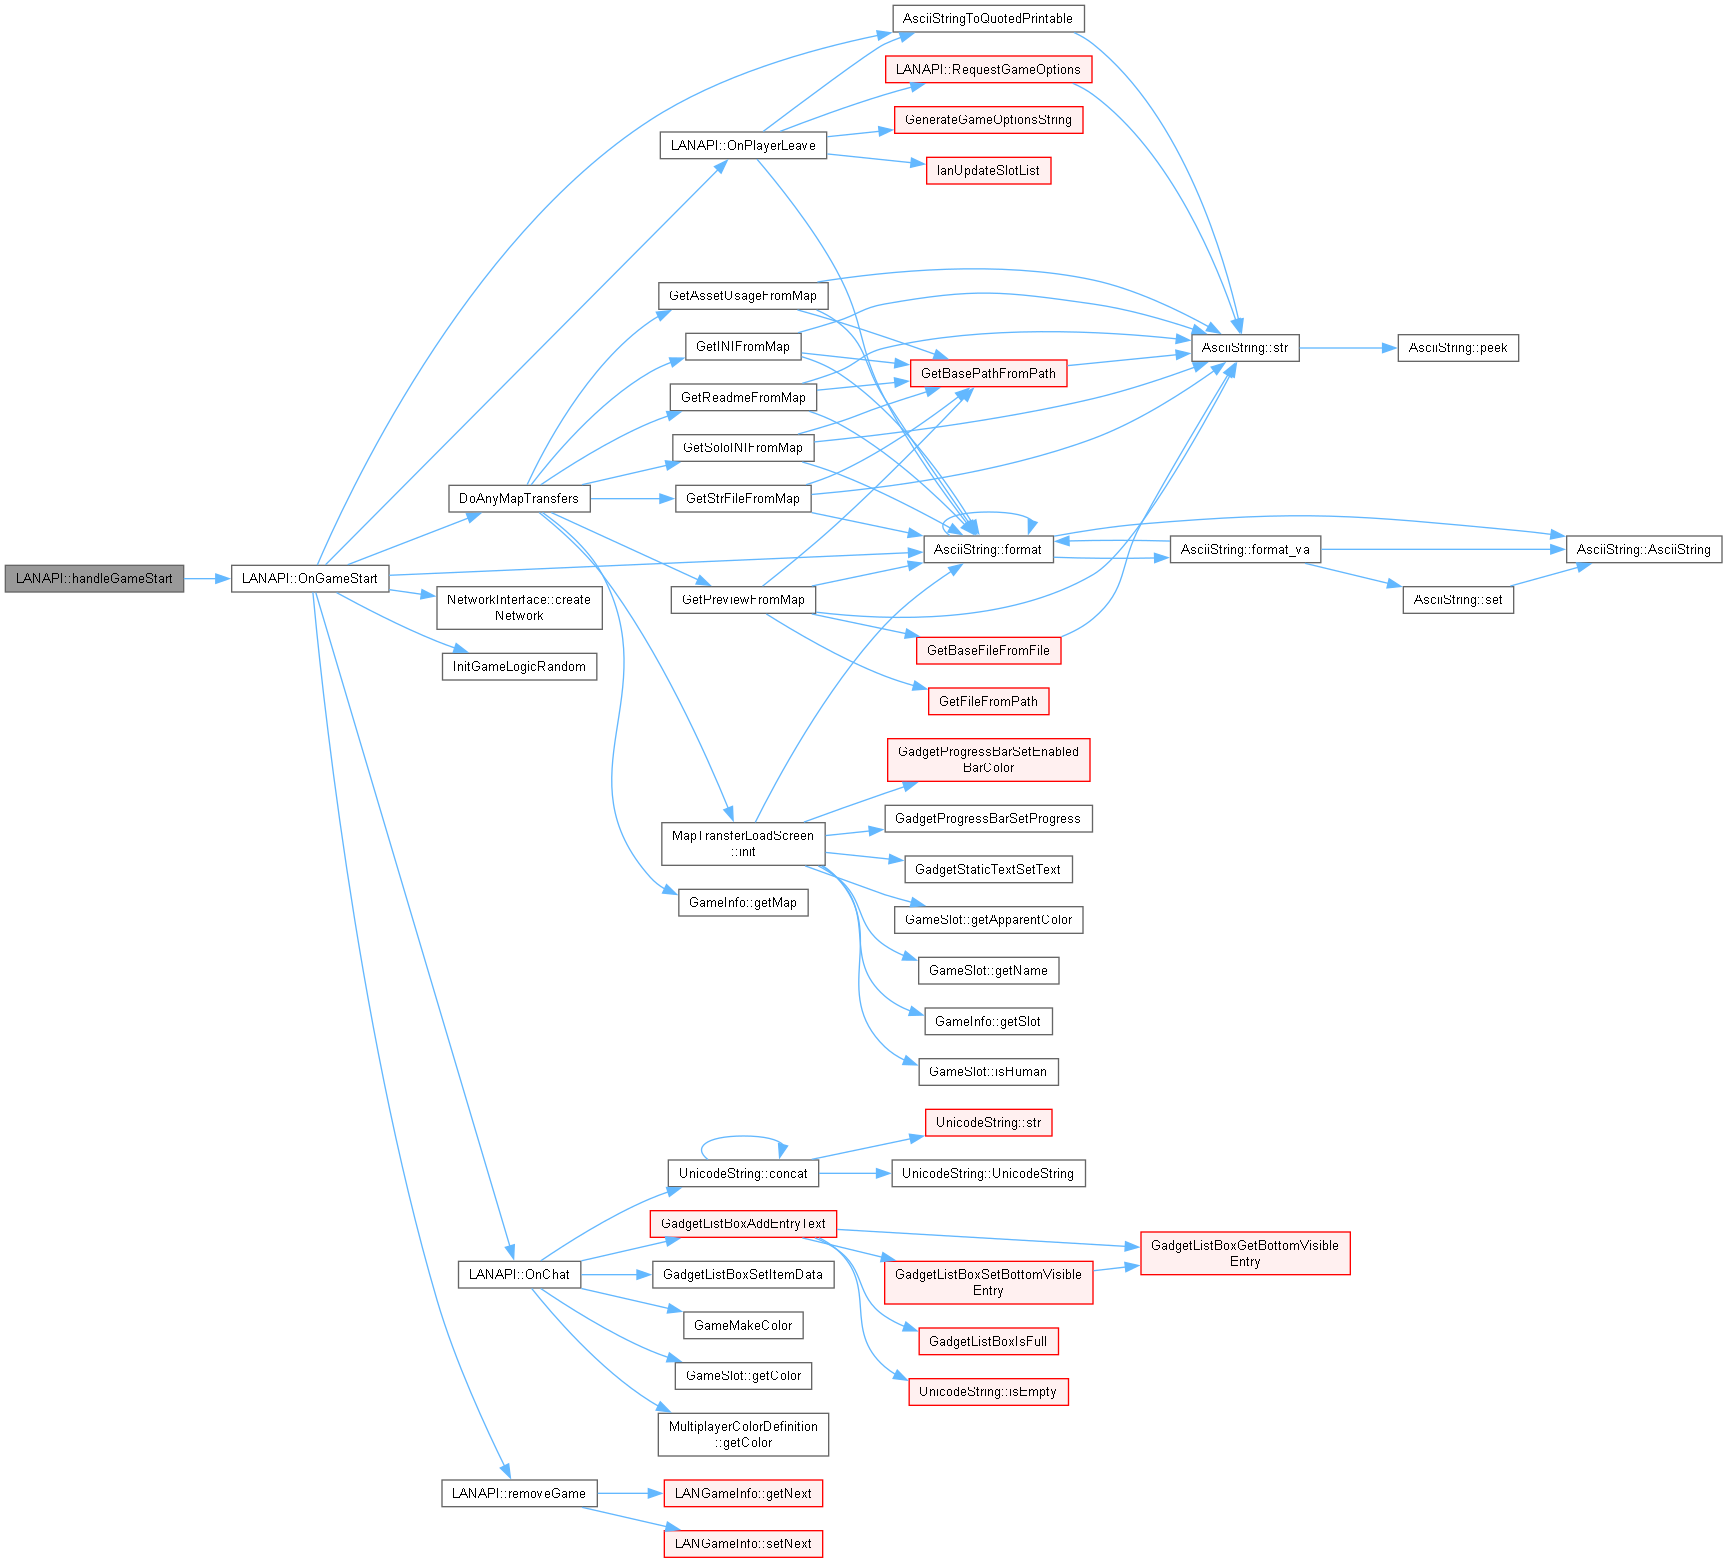 AsciiStringToQuotedPrintable
LANAPI::RequestGameOptions
GenerateGameOptionsString
LANAPI::OnPlayerLeave
lanUpdateSlotList
GetAssetUsageFromMap
GetINIFromMap
AsciiString::str
AsciiString::peek
GetBasePathFromPath
GetReadmeFromMap
GetSoloINIFromMap
DoAnyMapTransfers
GetStrFileFromMap
AsciiString::format
AsciiString::format_va
AsciiString::AsciiString
LANAPI::handleGameStart
LANAPI::OnGameStart
NetworkInterface::create
Network
GetPreviewFromMap
AsciiString::set
GetBaseFileFromFile
InitGameLogicRandom
GetFileFromPath
GadgetProgressBarSetEnabled
BarColor
GadgetProgressBarSetProgress
MapTransferLoadScreen
::init
GadgetStaticTextSetText
GameInfo::getMap
GameSlot::getApparentColor
GameSlot::getName
GameInfo::getSlot
GameSlot::isHuman
UnicodeString::str
UnicodeString::concat
UnicodeString::UnicodeString
GadgetListBoxAddEntryText
GadgetListBoxGetBottomVisible
Entry
LANAPI::OnChat
GadgetListBoxSetItemData
GadgetListBoxSetBottomVisible
Entry
GameMakeColor
GadgetListBoxIsFull
GameSlot::getColor
UnicodeString::isEmpty
MultiplayerColorDefinition
::getColor
LANAPI::removeGame
LANGameInfo::getNext
LANGameInfo::setNext